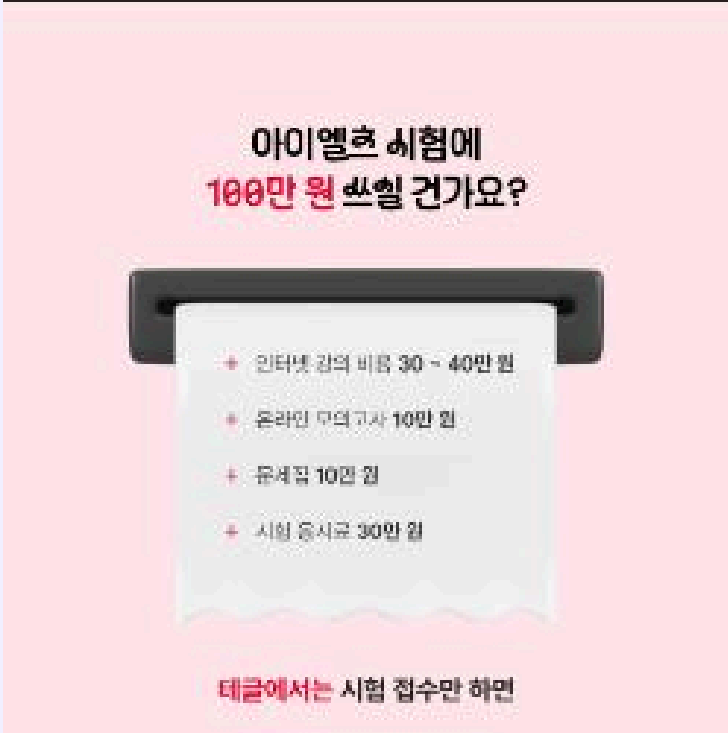 아이엘츠 시험에
100만 원 쓰실 건가요?
+ 인터넷 강의 비용 30 ~ 40만 원
+ 온라인 모의고사 10만 원
+ 문제집 10만 원
+ 시험 응시료 30만 원
테글에서는 시험 접수만 하면